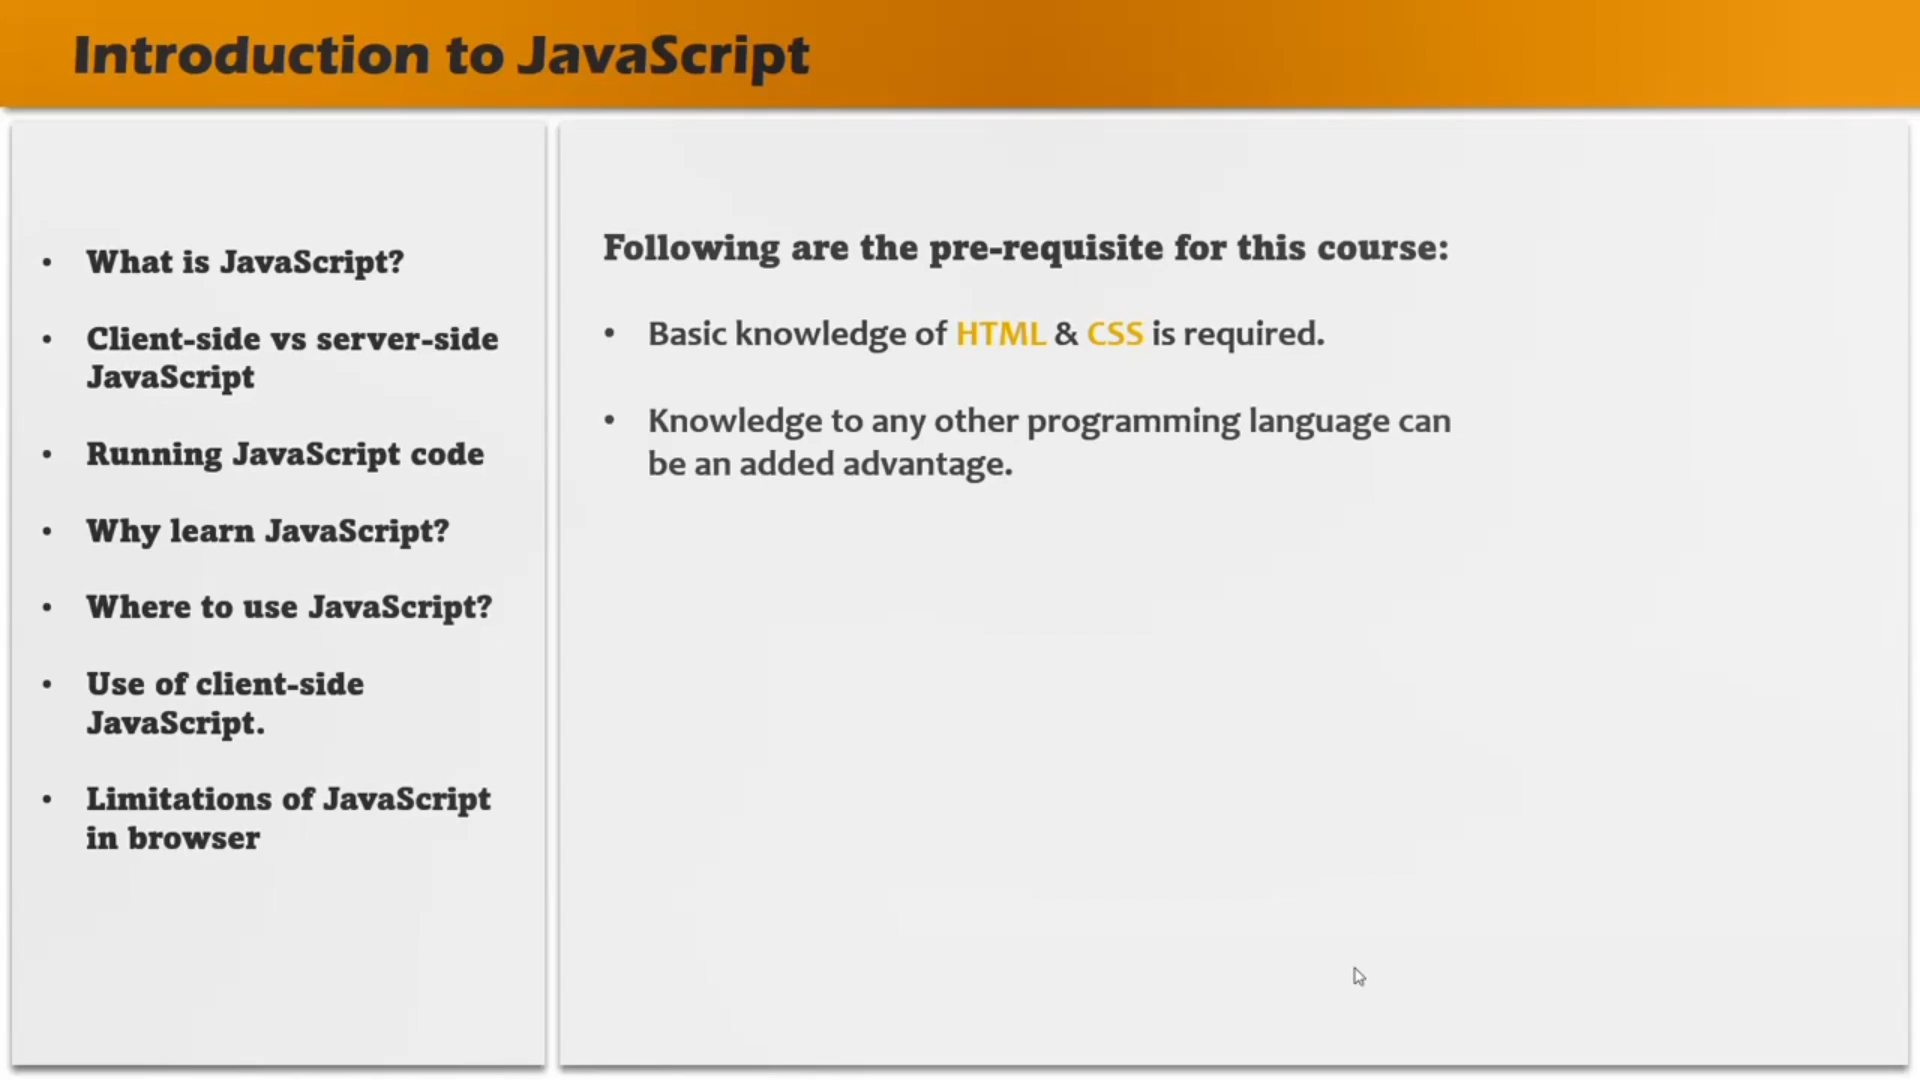 Introduction to JavaScript
• What is JavaScript?
• Client-side vs server-side
JavaScript
• Running JavaScript code
• Why learn JavaScript?
• Where to use JavaScript?
• Use of client-side
JavaScript.
• Limitations of JavaScript
in browser
Following are the pre-requisite for this course:
• Basic knowledge of HTML & CSS is required.
• Knowledge to any other programming language can
be an added advantage.